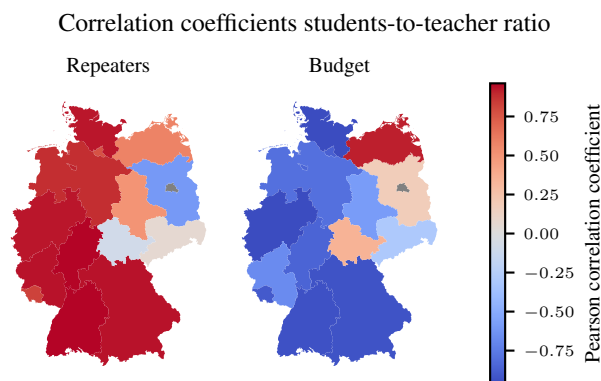 Correlation coefficients students-to-teacher ratio
Repeaters
Budget
0.75
0.50
0.25
0.00
−0.25
−0.50
−0.75
Pearson correlation coefficient